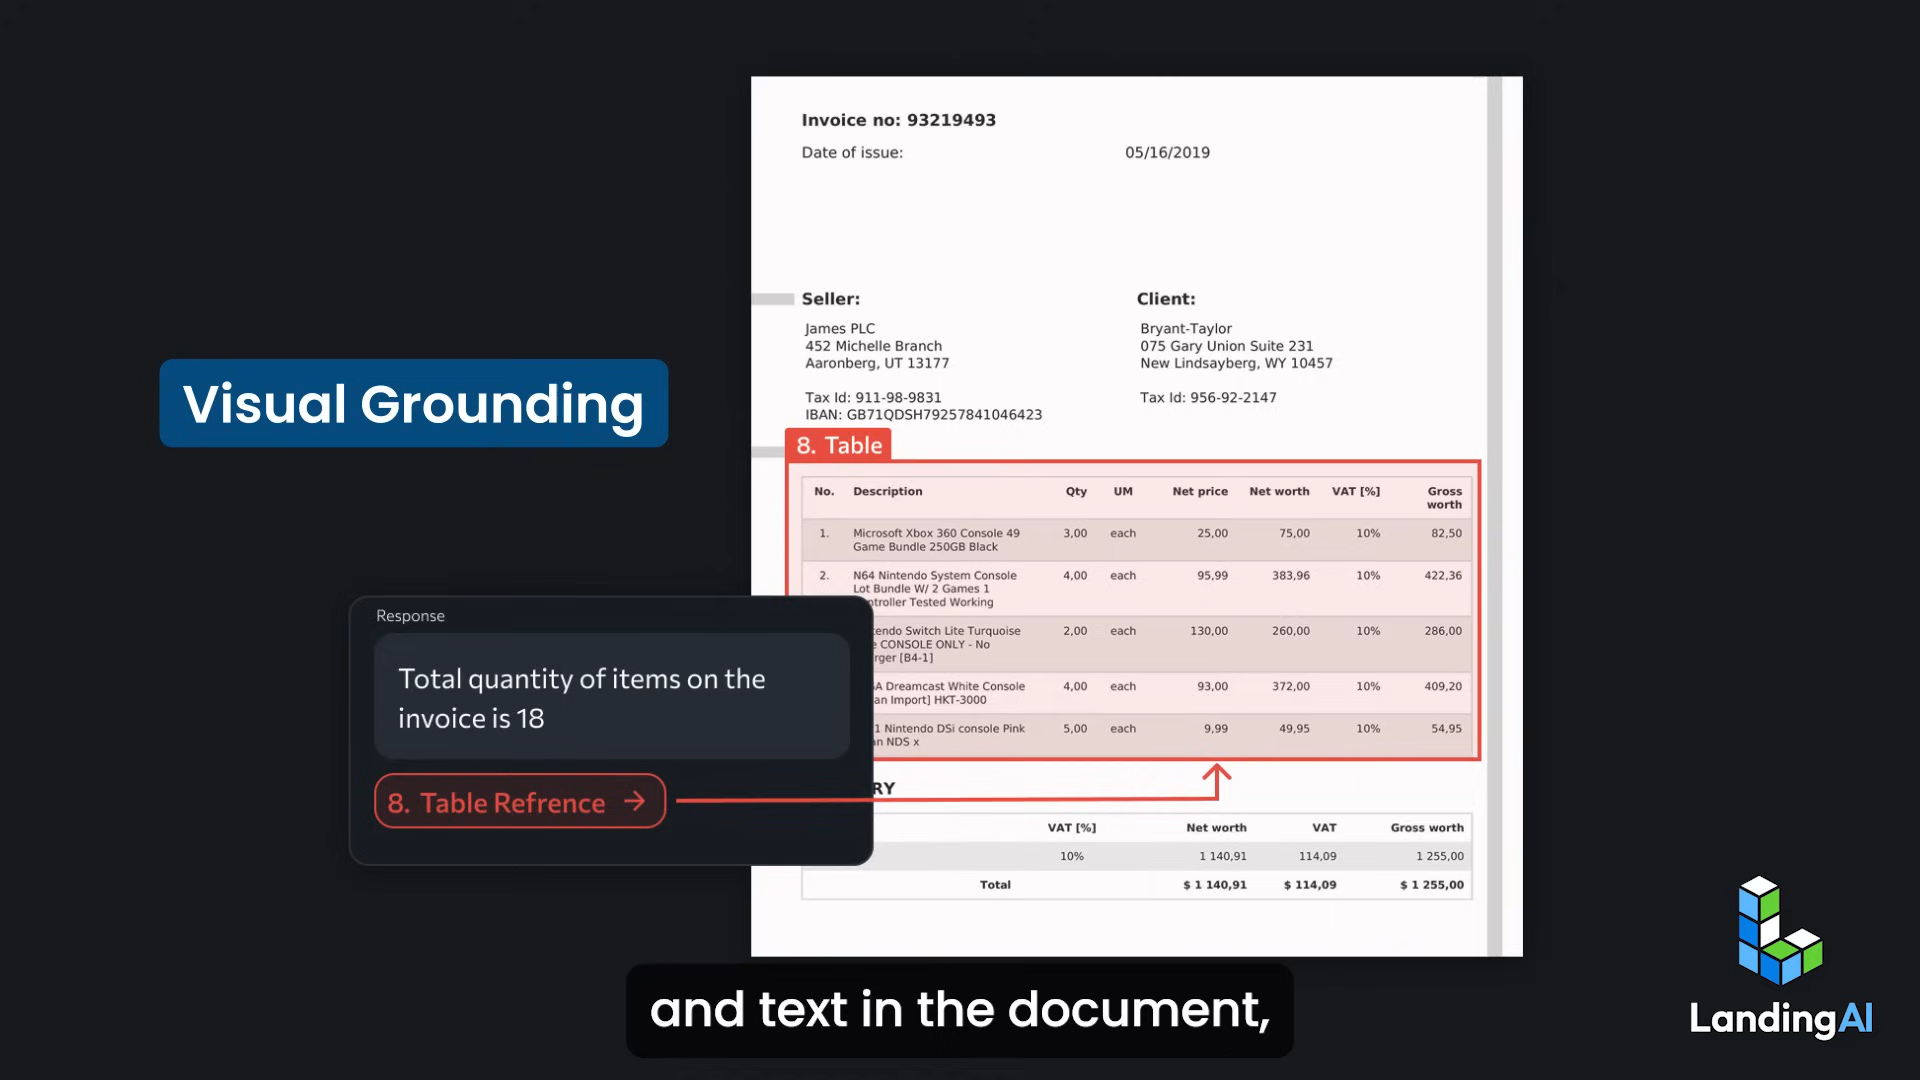 Visual Grounding
Invoice no: 93219493
Date of issue: 05/16/2019
Seller: Client:
James PLC Bryant-Taylor
452 Michelle Branch 075 Gary Union Suite 231
Aaronberg, UT 13177 New Lindsayberg, WY 10457
Tax Id: 911-98-9831 Tax Id: 956-92-2147
IBAN: GB71QDSH79257841046423
8. Table
No. Description Qty UM Net price Net worth VAT [%] Gross
worth
1. Microsoft Xbox 360 Console 49 3,00 each 25,00 75,00 10% 82,50
Game Bundle 250GB Black
2. N64 Nintendo System Console 4,00 each 95,99 383,96 10% 422,36
Lot Bundle W/ 2 Games 1
ntroller Tested Working
tendo Switch Lite Turquoise 2,00 each 130,00 260,00 10% 286,00
e CONSOLE ONLY - No
rger [B4-1]
A Dreamcast White Console 4,00 each 93,00 372,00 10% 409,20
an Import] HKT-3000
1 Nintendo DSi console Pink 5,00 each 9,99 49,95 10% 54,95
n NDS x
RY
VAT [%] Net worth VAT Gross worth
10% 1 140,91 114,09 1 255,00
Total $ 1 140,91 $ 114,09 $ 1 255,00
Response
Total quantity of items on the
invoice is 18
8. Table Refrence →
and text in the document,
LandingAI